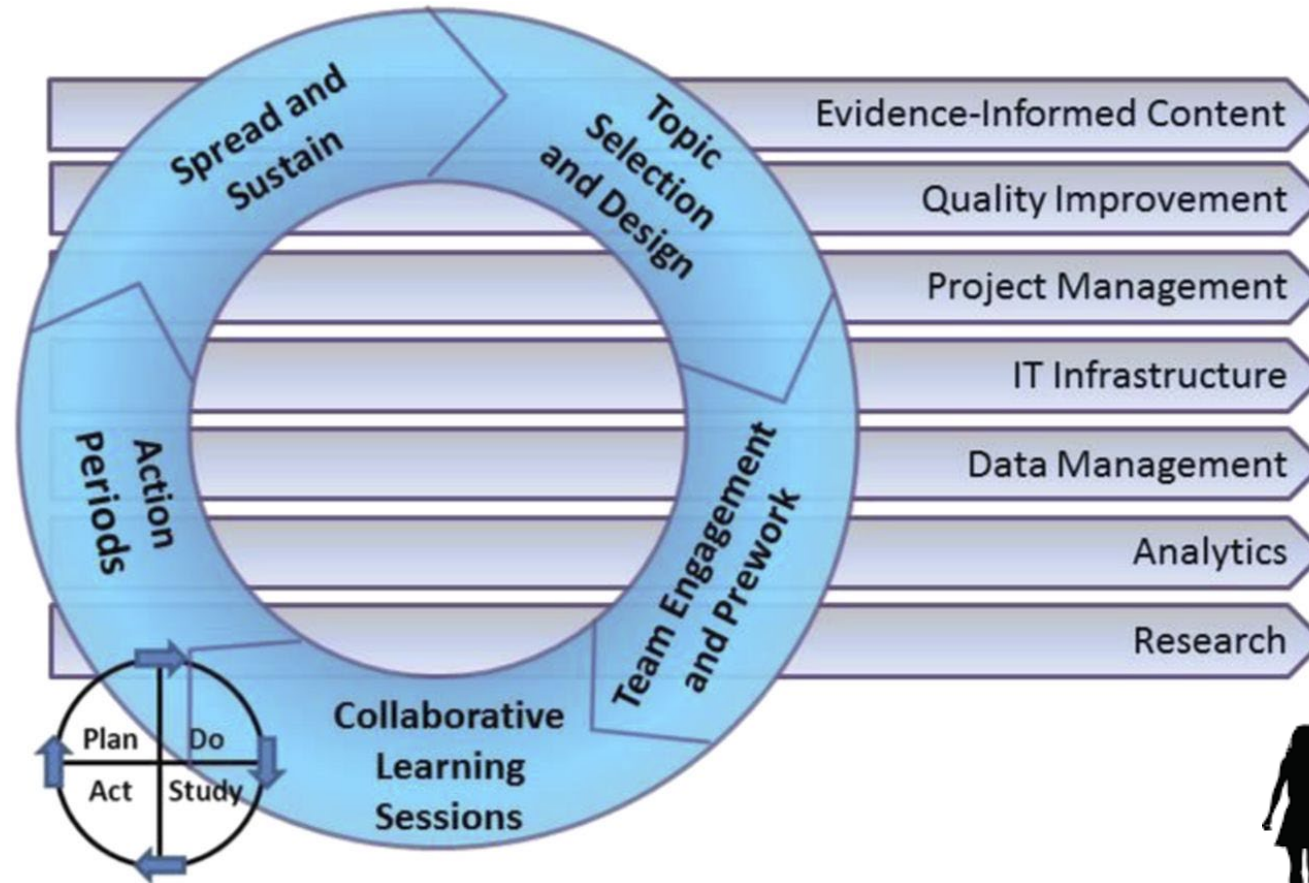 Spread and
Sustain
Topic
Selection
and Design
Evidence-Informed Content
Quality Improvement
Project Management
IT Infrastructure
Data Management
Analytics
Research
Team Engagement
and Prework
Collaborative
Learning
Sessions
Action
Periods
Plan
Do
Act
Study